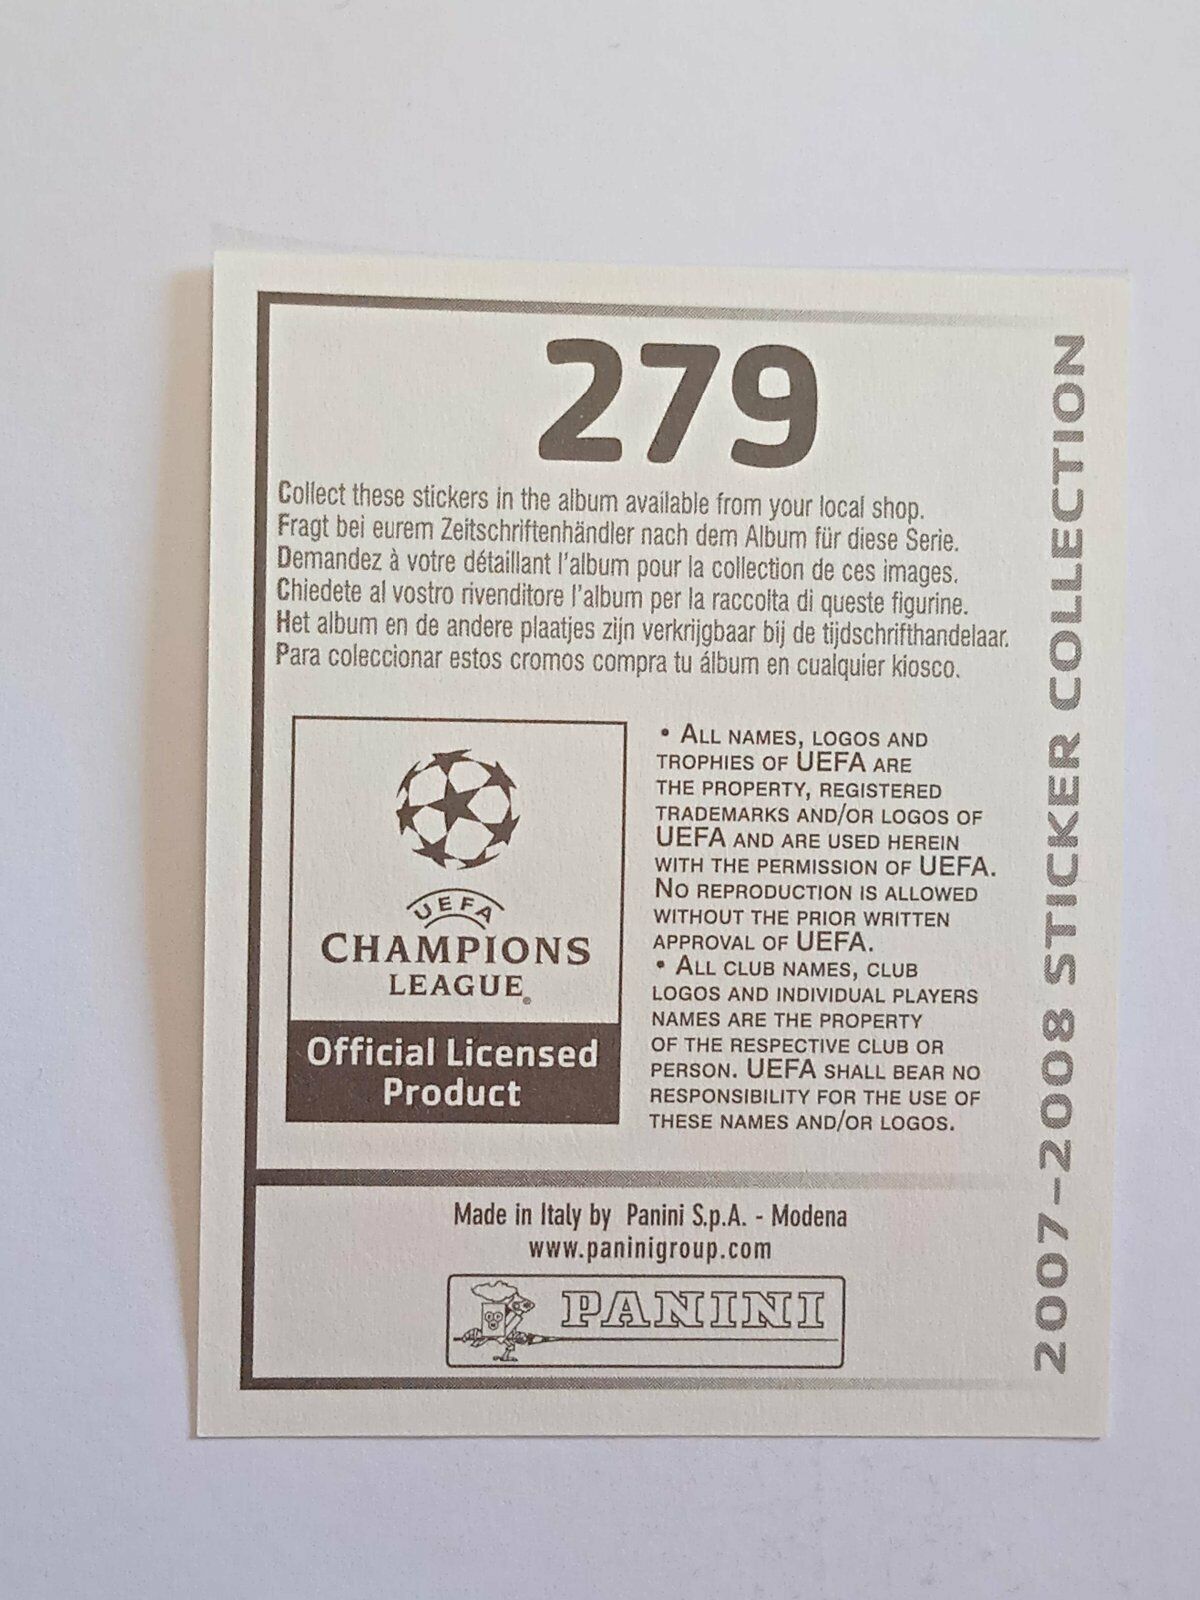 279
Collect these stickers in the album available from your local shop.
Fragt bei eurem Zeitschriftenhändler nach dem Album für diese Serie.
Demandez à votre détaillant l'album pour la collection de ces images.
Chiedete al vostro rivenditore l'album per la raccolta di queste figurine.
Het album en de andere plaatjes zijn verkrijgbaar bij de tijdschrifthandelaar.
Para coleccionar estos cromos compra tu álbum en cualquier kiosco.
UEFA
CHAMPIONS
LEAGUE®
Official Licensed
Product
• ALL NAMES, LOGOS AND
TROPHIES OF UEFA ARE
THE PROPERTY, REGISTERED
TRADEMARKS AND/OR LOGOS OF
UEFA AND ARE USED HEREIN
WITH THE PERMISSION OF UEFA.
NO REPRODUCTION IS ALLOWED
WITHOUT THE PRIOR WRITTEN
APPROVAL OF UEFA.
• ALL CLUB NAMES, CLUB
LOGOS AND INDIVIDUAL PLAYERS
NAMES ARE THE PROPERTY
OF THE RESPECTIVE CLUB OR
PERSON. UEFA SHALL BEAR NO
RESPONSIBILITY FOR THE USE OF
THESE NAMES AND/OR LOGOS.
Made in Italy by Panini S.p.A. - Modena
www.paninigroup.com
PANINI
2007-2008 STICKER COLLECTION